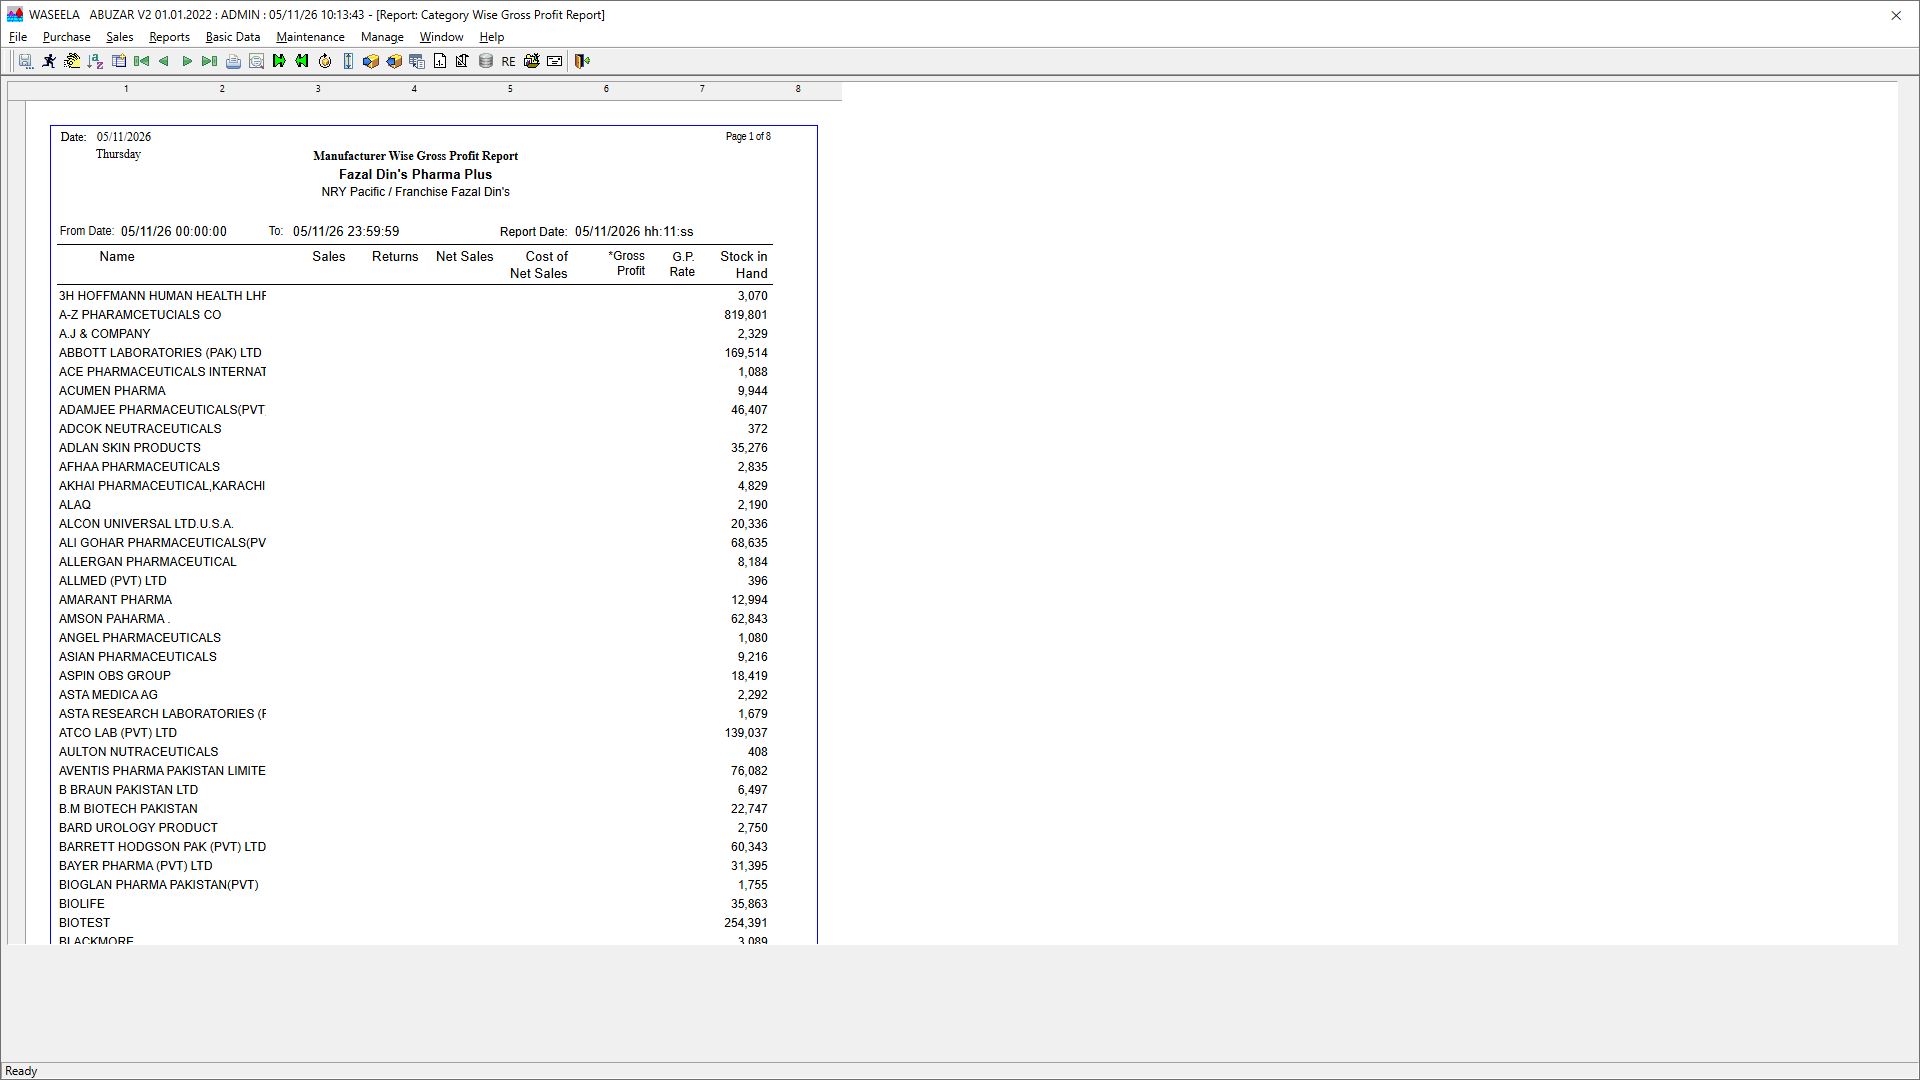 WASEELA ABUZAR V2 01.01.2022 : ADMIN : 05/11/26 10:13:43 - [Report: Category Wise Gross Profit Report]
File Purchase Sales Reports Basic Data Maintenance Manage Window Help
RE
1 2 3 4 5 6 7 8
Date: 05/11/2026 Page 1 of 8
Thursday
Manufacturer Wise Gross Profit Report
Fazal Din's Pharma Plus
NRY Pacific / Franchise Fazal Din's
From Date: 05/11/26 00:00:00 To: 05/11/26 23:59:59 Report Date: 05/11/2026 hh:11:ss
Name Sales Returns Net Sales Cost of *Gross G.P. Stock in
Net Sales Profit Rate Hand
3H HOFFMANN HUMAN HEALTH LHF 3,070
A-Z PHARAMCETUCIALS CO 819,801
A.J & COMPANY 2,329
ABBOTT LABORATORIES (PAK) LTD 169,514
ACE PHARMACEUTICALS INTERNAT 1,088
ACUMEN PHARMA 9,944
ADAMJEE PHARMACEUTICALS(PVT 46,407
ADCOK NEUTRACEUTICALS 372
ADLAN SKIN PRODUCTS 35,276
AFHAA PHARMACEUTICALS 2,835
AKHAI PHARMACEUTICAL,KARACHI 4,829
ALAQ 2,190
ALCON UNIVERSAL LTD.U.S.A. 20,336
ALI GOHAR PHARMACEUTICALS(PV 68,635
ALLERGAN PHARMACEUTICAL 8,184
ALLMED (PVT) LTD 396
AMARANT PHARMA 12,994
AMSON PAHARMA . 62,843
ANGEL PHARMACEUTICALS 1,080
ASIAN PHARMACEUTICALS 9,216
ASPIN OBS GROUP 18,419
ASTA MEDICA AG 2,292
ASTA RESEARCH LABORATORIES (F 1,679
ATCO LAB (PVT) LTD 139,037
AULTON NUTRACEUTICALS 408
AVENTIS PHARMA PAKISTAN LIMITE 76,082
B BRAUN PAKISTAN LTD 6,497
B.M BIOTECH PAKISTAN 22,747
BARD UROLOGY PRODUCT 2,750
BARRETT HODGSON PAK (PVT) LTD 60,343
BAYER PHARMA (PVT) LTD 31,395
BIOGLAN PHARMA PAKISTAN(PVT) 1,755
BIOLIFE 35,863
BIOTEST 254,391
BLACKMORE 3,089
Ready